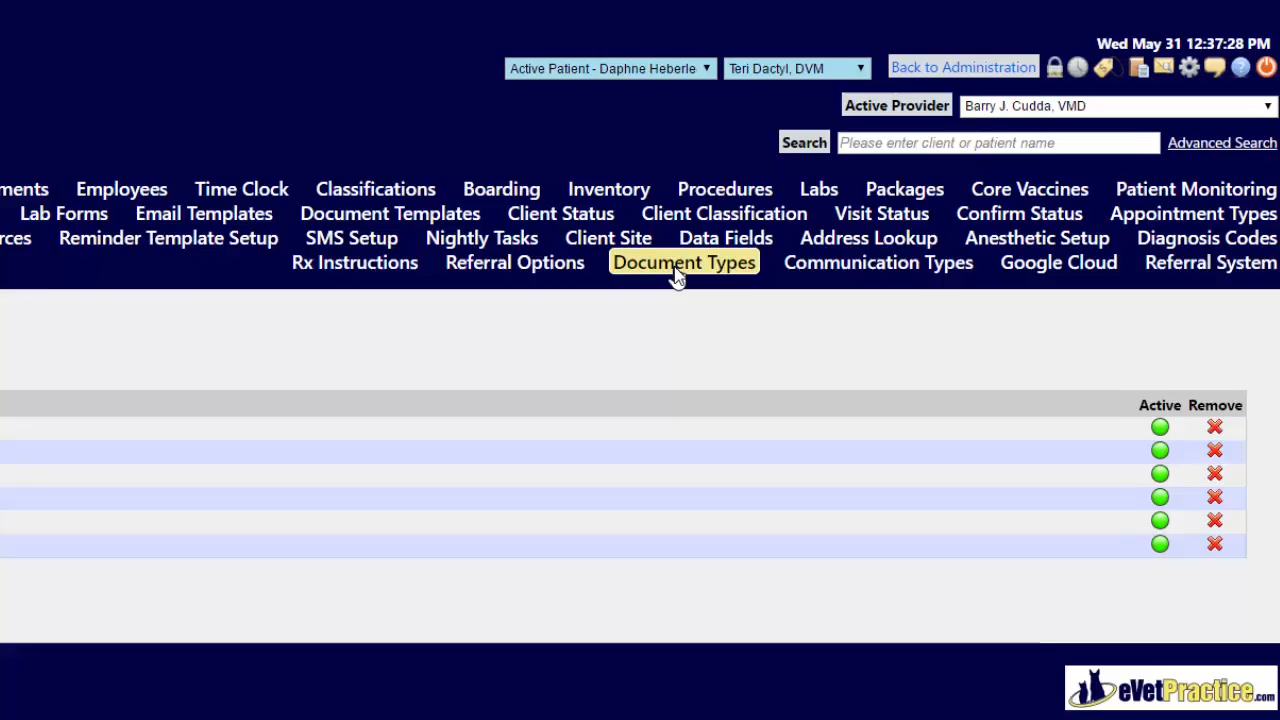 Wed May 31 12:37:28 PM
Active Patient - Daphne Heberle Teri Dactyl, DVM Back to Administration
Active Provider Barry J. Cudda, VMD
Search Please enter client or patient name Advanced Search
ments Employees Time Clock Classifications Boarding Inventory Procedures Labs Packages Core Vaccines Patient Monitoring
Lab Forms Email Templates Document Templates Client Status Client Classification Visit Status Confirm Status Appointment Types
rces Reminder Template Setup SMS Setup Nightly Tasks Client Site Data Fields Address Lookup Anesthetic Setup Diagnosis Codes
Rx Instructions Referral Options Document Types Communication Types Google Cloud Referral System
Active Remove
eVetPractice.com